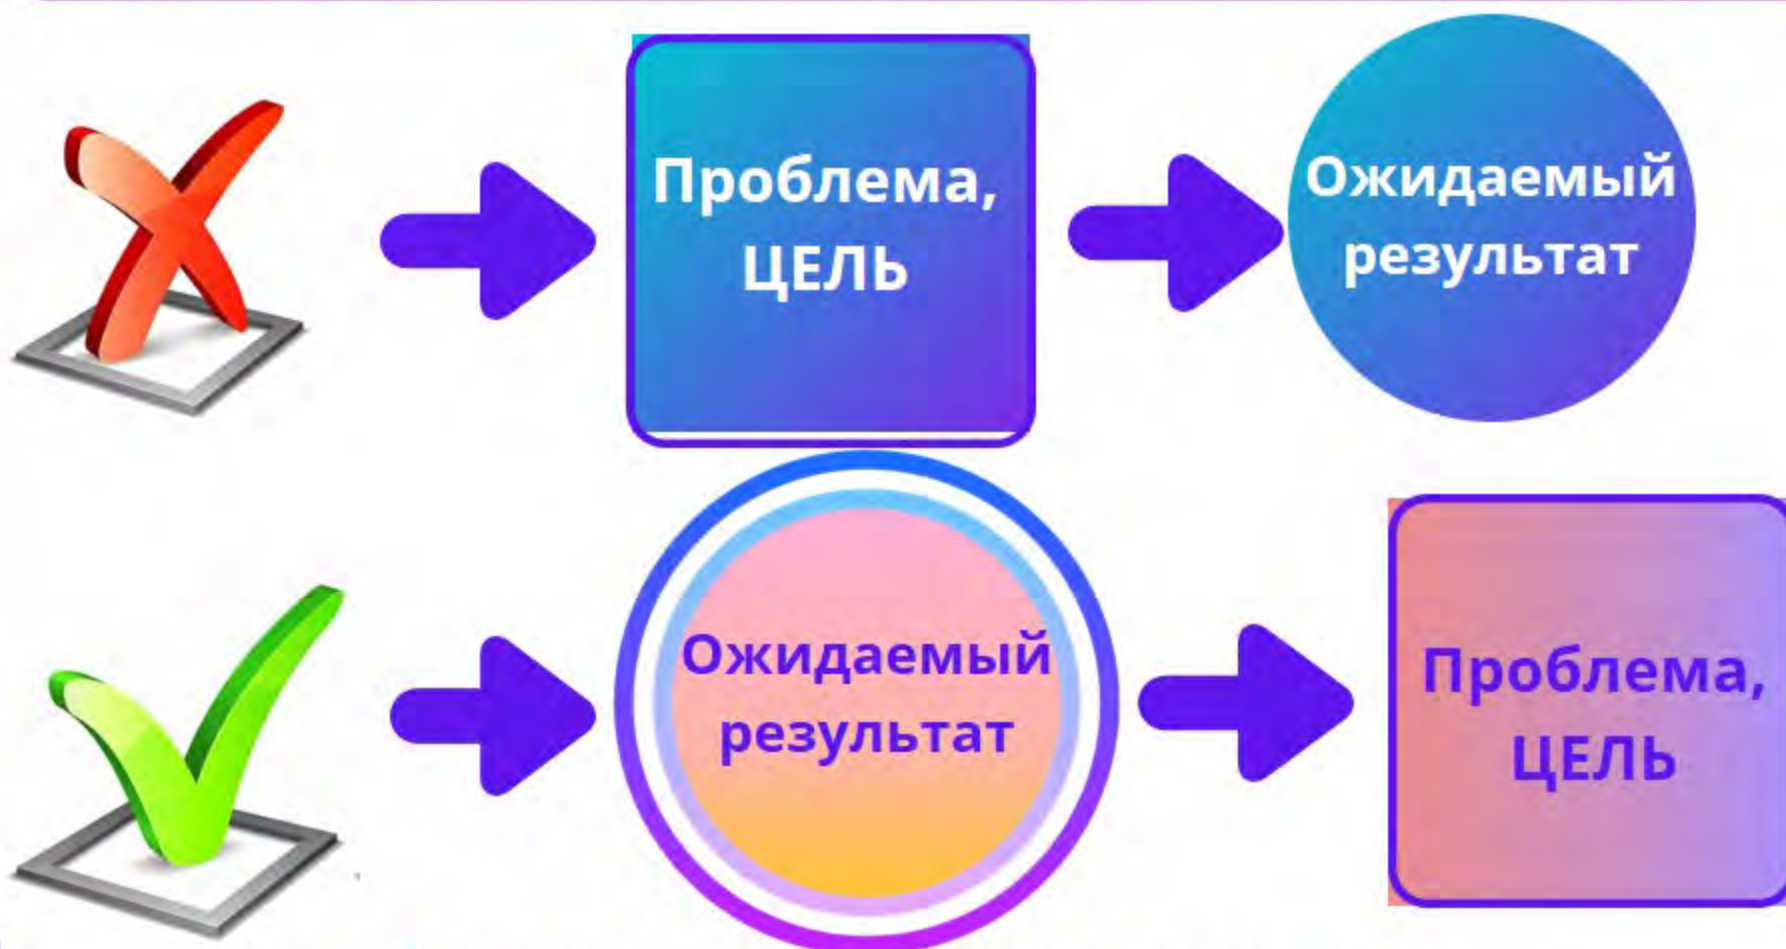 Проблема,
ЦЕЛЬ
Ожидаемый
результат
Ожидаемый
результат
Проблема,
ЦЕЛЬ